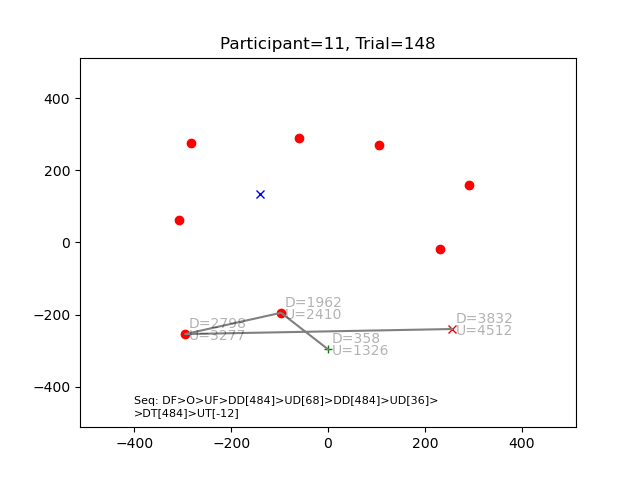 Participant=11, Trial=148
400
200
0
−200
−400
D=1962
U=2410
D=2798
U=3277
D=3832
U=4512
D=358
U=1326
Seq: DF>O>UF>DD[484]>UD[68]>DD[484]>UD[36]>
>DT[484]>UT[-12]
−400
−200
0
200
400